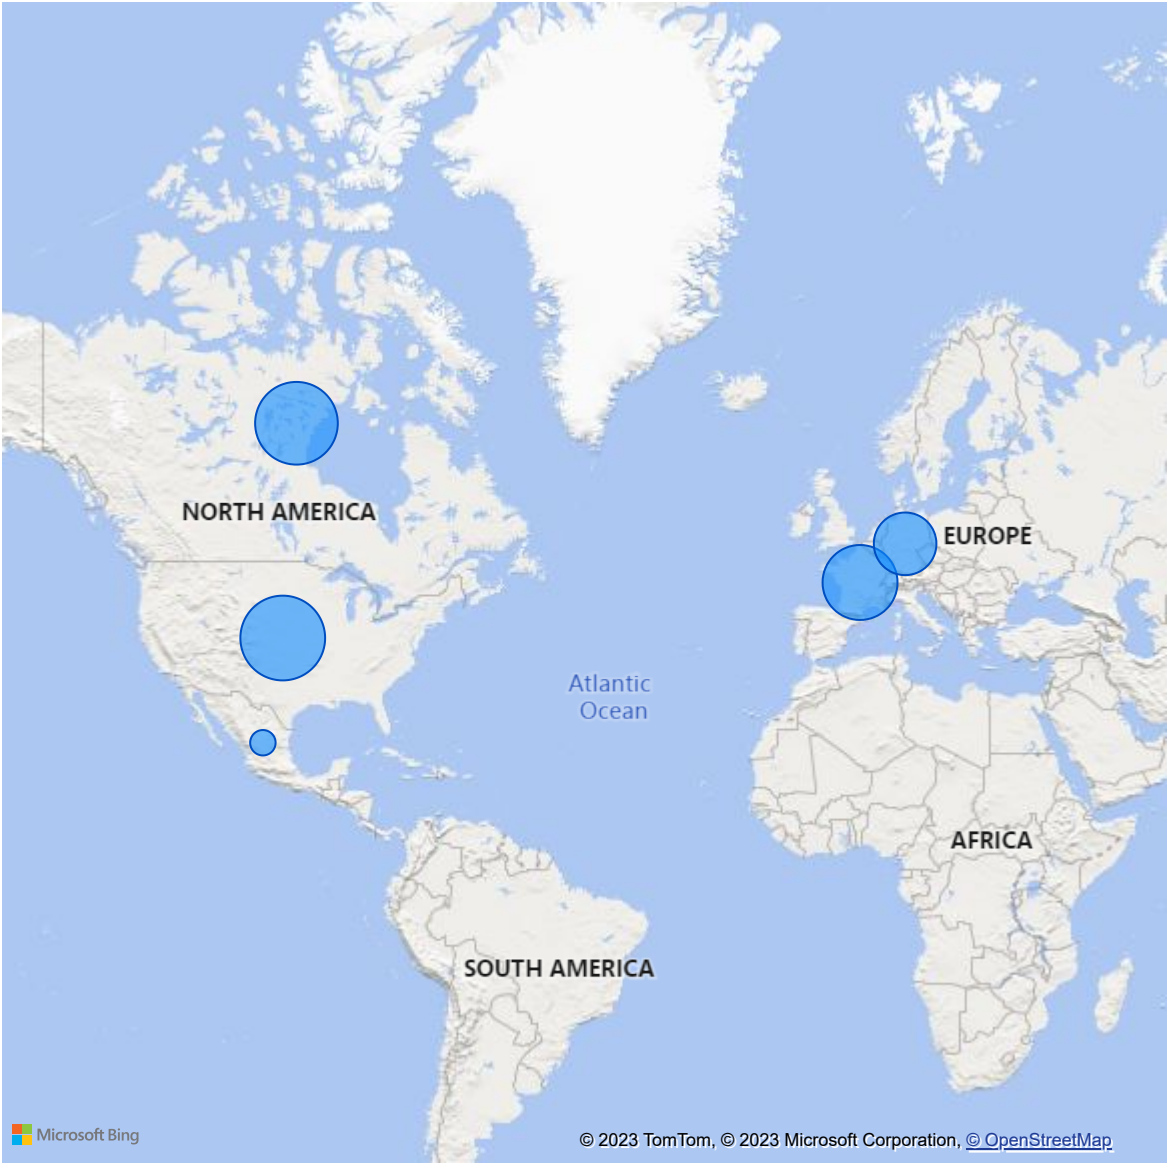 NORTH AMERICA
EUROPE
Atlantic
Ocean
AFRICA
SOUTH AMERICA
Microsoft Bing
© 2023 TomTom, © 2023 Microsoft Corporation, © OpenStreetMap